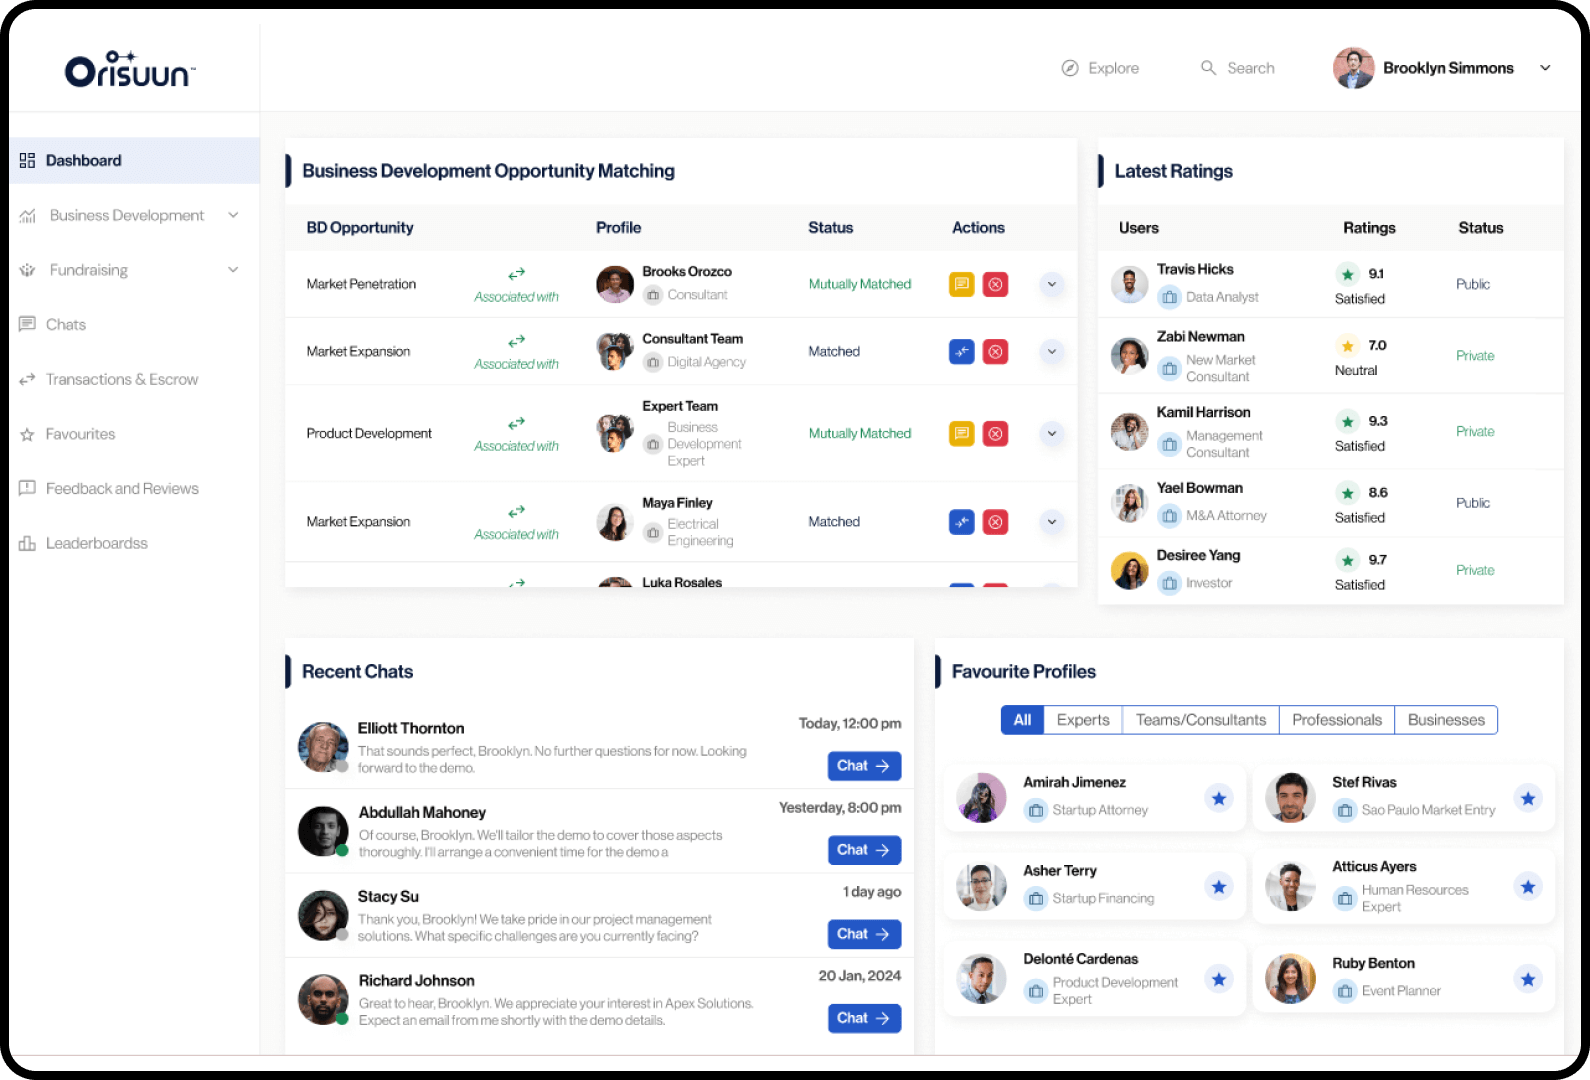 Orisuun™
Explore
Search
Brooklyn Simmons
Dashboard
Business Development
Fundraising
Chats
Transactions & Escrow
Favourites
Feedback and Reviews
Leaderboardss
Business Development Opportunity Matching
BD Opportunity Profile Status Actions
Market Penetration
Associated with
Brooks Orozco
Consultant
Mutually Matched
Market Expansion
Associated with
Consultant Team
Digital Agency
Matched
Product Development
Associated with
Expert Team
Business
Development
Expert
Mutually Matched
Market Expansion
Associated with
Maya Finley
Electrical
Engineering
Matched
Luka Rosales
Latest Ratings
Users Ratings Status
Travis Hicks
Data Analyst
9.1
Satisfied
Public
Zabi Newman
New Market
Consultant
7.0
Neutral
Private
Kamil Harrison
Management
Consultant
9.3
Satisfied
Private
Yael Bowman
M&A Attorney
8.6
Satisfied
Public
Desiree Yang
Investor
9.7
Satisfied
Private
Recent Chats
Elliott Thornton
That sounds perfect, Brooklyn. No further questions for now. Looking
forward to the demo.
Today, 12:00 pm
Chat
Abdullah Mahoney
Of course, Brooklyn. We'll tailor the demo to cover those aspects
thoroughly. I'll arrange a convenient time for the demo a
Yesterday, 8:00 pm
Chat
Stacy Su
Thank you, Brooklyn! We take pride in our project management
solutions. What specific challenges are you currently facing?
1 day ago
Chat
Richard Johnson
Great to hear, Brooklyn. We appreciate your interest in Apex Solutions.
Expect an email from me shortly with the demo details.
20 Jan, 2024
Chat
Favourite Profiles
All Experts Teams/Consultants Professionals Businesses
Amirah Jimenez
Startup Attorney
Stef Rivas
Sao Paulo Market Entry
Asher Terry
Startup Financing
Atticus Ayers
Human Resources
Expert
Delonté Cardenas
Product Development
Expert
Ruby Benton
Event Planner